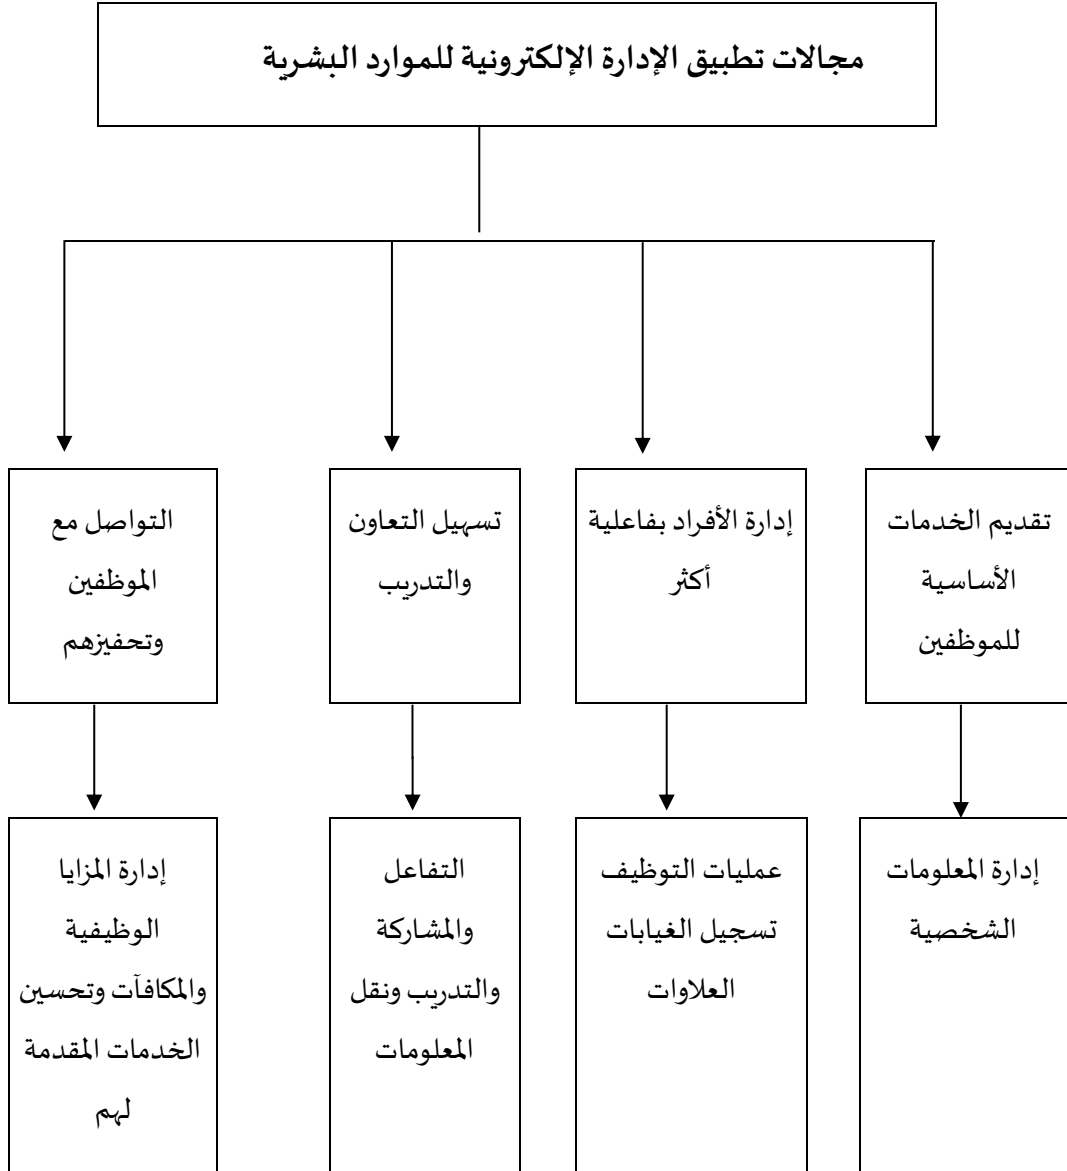 مجالات تطبيق الإدارة الإلكترونية للموارد البشرية
تقديم الخدمات
الأساسية
للموظفين
إدارة الأفراد بفاعلية
أكثر
تسهيل التعاون
والتدريب
التواصل مع
الموظفين
وتحفيزهم
إدارة المعلومات
الشخصية
عمليات التوظيف
تسجيل الغيابات
العلاوات
التفاعل
والمشاركة
والتدريب ونقل
المعلومات
إدارة المزايا
الوظيفية
والمكافآت وتحسين
الخدمات المقدمة
لهم